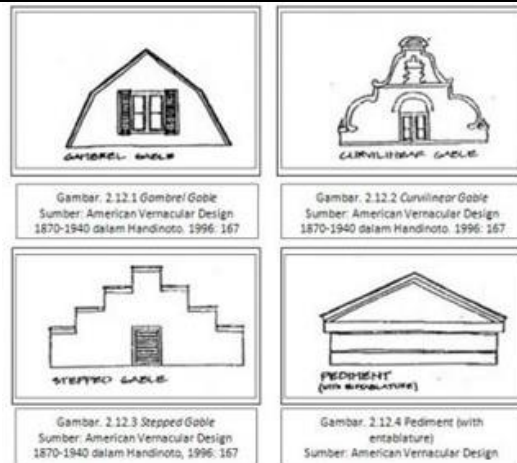 GAMBREL GABLE
CURVILINEAR GABLE
Gambar. 2.12.1 Gambrel Gable
Sumber: American Vernacular Design
1870-1940 dalam Handinoto. 1996: 167
Gambar. 2.12.2 Curvilinear Gable
Sumber: American Vernacular Design
1870-1940 dalam Handinoto. 1996: 167
STEPPED GABLE
PEDIMENT
(WITH ENTABLATURE)
Gambar. 2.12.3 Stepped Gable
Sumber: American Vernacular Design
1870-1940 dalam Handinoto, 1996: 167
Gambar. 2.12.4 Pediment (with
entablature)
Sumber: American Vernacular Design